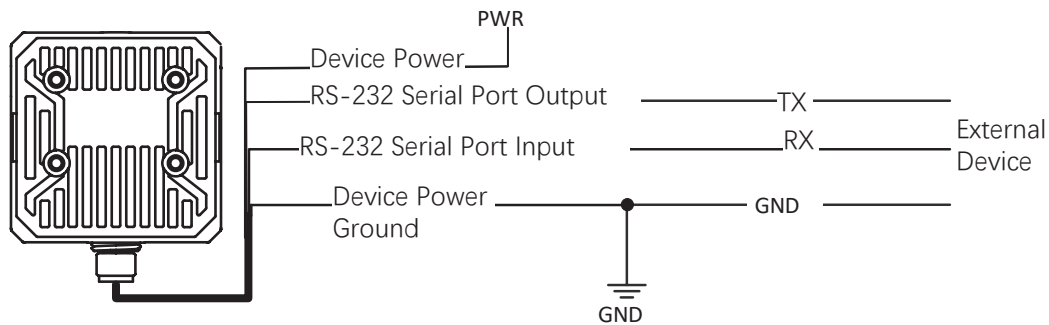 PWR
Device Power
RS-232 Serial Port Output
TX
RS-232 Serial Port Input
RX
External
Device
Device Power
Ground
GND
GND